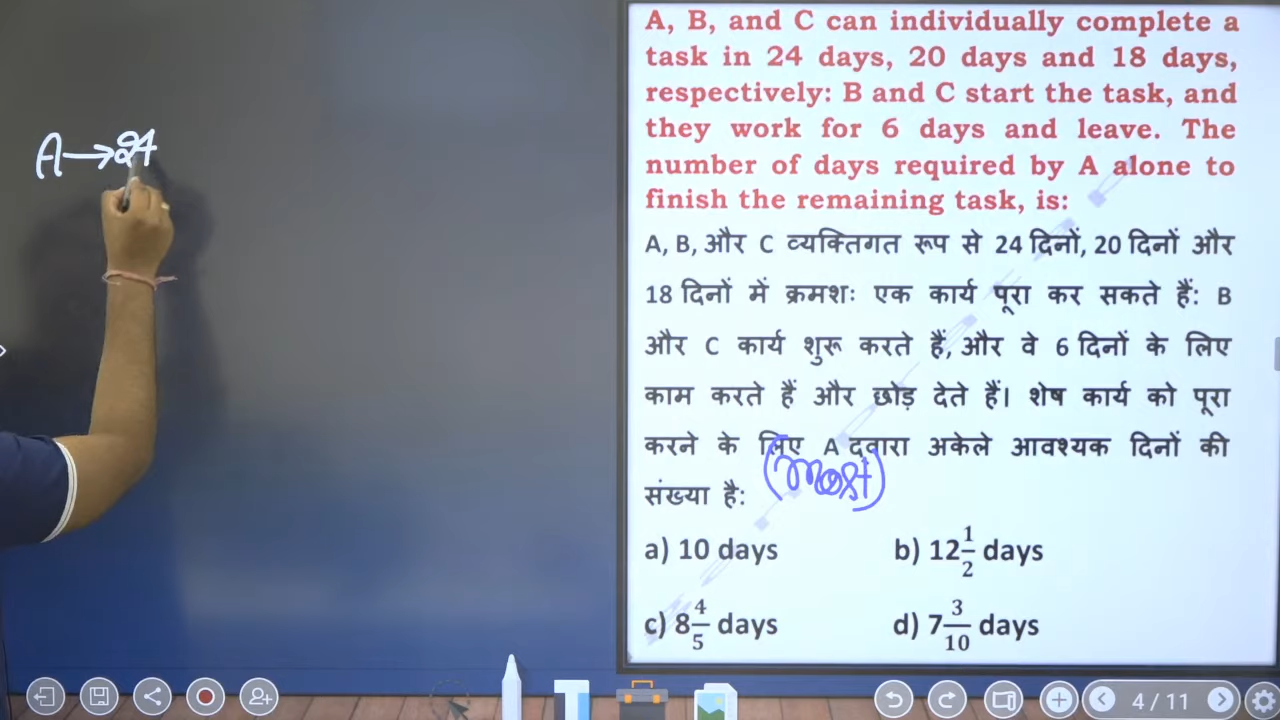 A→24
A, B, and C can individually complete a
task in 24 days, 20 days and 18 days,
respectively: B and C start the task, and
they work for 6 days and leave. The
number of days required by A alone to
finish the remaining task, is:
A, B, और C व्यक्तिगत रूप से 24 दिनों, 20 दिनों और
18 दिनों में क्रमशः एक कार्य पूरा कर सकते हैं: B
और C कार्य शुरू करते हैं, और वे 6 दिनों के लिए
काम करते हैं और छोड़ देते हैं। शेष कार्य को पूरा
करने के लिए A दवारा अकेले आवश्यक दिनों की
संख्या है: (most)
a) 10 days b) 12 1/2 days
c) 8 4/5 days d) 7 3/10 days
4 / 11